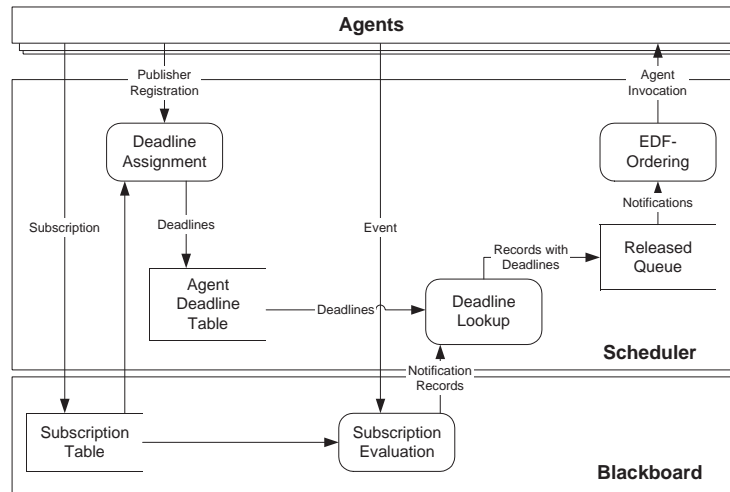 Agents
Publisher
Registration
Agent
Invocation
Deadline
Assignment
EDF-
Ordering
Subscription
Deadlines
Event
Notifications
Records with
Deadlines
Released
Queue
Agent
Deadline
Table
Deadlines
Deadline
Lookup
Scheduler
Notification
Records
Subscription
Table
Subscription
Evaluation
Blackboard